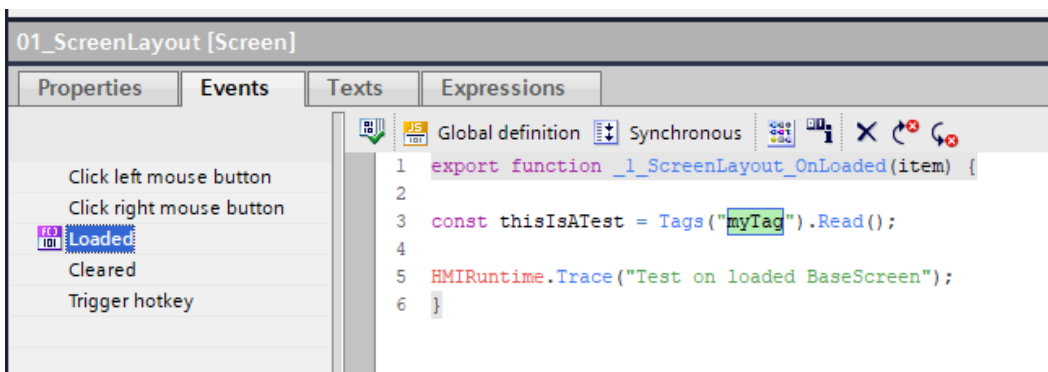 01_ScreenLayout [Screen]
Properties Events Texts Expressions
Global definition Synchronous
Click left mouse button
Click right mouse button
Loaded
Cleared
Trigger hotkey
1 export function _1_ScreenLayout_OnLoaded(item) {
2
3 const thisIsATest = Tags("myTag").Read();
4
5 HMIRuntime.Trace("Test on loaded BaseScreen");
6 }